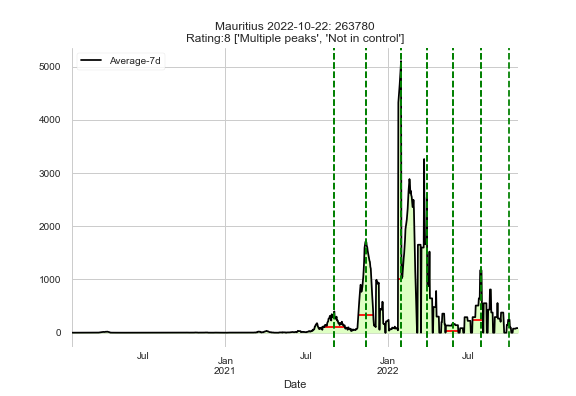 Mauritius 2022-10-22: 263780
Rating:8 ['Multiple peaks', 'Not in control']
Average-7d
5000
4000
3000
2000
1000
0
Jul
Jan
2021
Jul
Jan
2022
Jul
Date